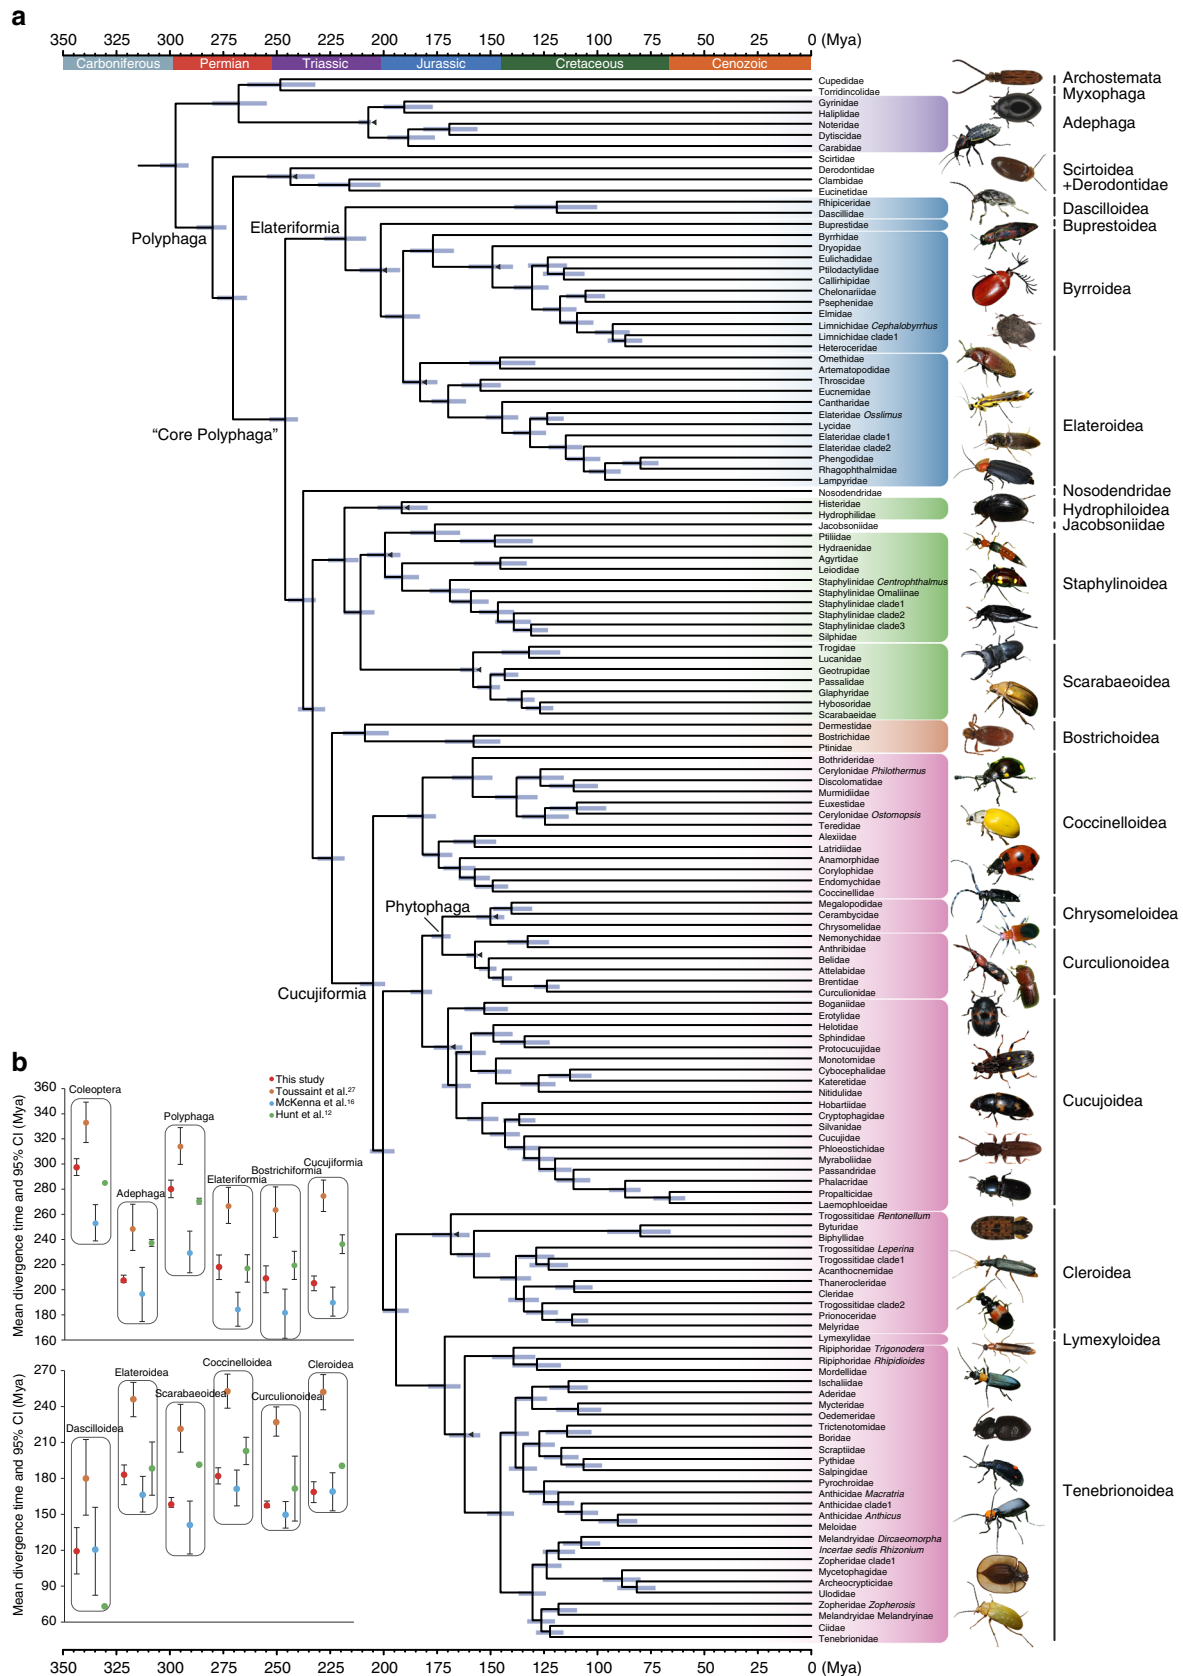 a
350 325 300 275 250 225 200 175 150 125 100 75 50 25 0 (Mya)
Carboniferous Permian Triassic Jurassic Cretaceous Cenozoic
Cupedidae
Torridincolidae
Gyrinidae
Haliplidae
Noteridae
Dytiscidae
Carabidae
Scirtidae
Derodontidae
Clambidae
Eucinetidae
Rhipiceridae
Dascillidae
Buprestidae
Byrrhidae
Dryopidae
Eulichadidae
Ptilodactylidae
Callirhipidae
Chelonariidae
Psephenidae
Elmidae
Limnichidae Cephalobyrrhus
Limnichidae clade1
Heteroceridae
Omethidae
Artematopodidae
Throscidae
Eucnemidae
Cantharidae
Elateridae Osslimus
Lycidae
Elateridae clade1
Elateridae clade2
Phengodidae
Rhagophthalmidae
Lampyridae
Nosodendridae
Histeridae
Hydrophilidae
Jacobsoniidae
Ptiliidae
Hydraenidae
Agyrtidae
Leiodidae
Staphylinidae Centrophthalmus
Staphylinidae Omaliinae
Staphylinidae clade1
Staphylinidae clade2
Staphylinidae clade3
Silphidae
Trogidae
Lucanidae
Geotrupidae
Passalidae
Glaphyridae
Hybosoridae
Scarabaeidae
Dermestidae
Bostrichidae
Ptinidae
Bothrideridae
Cerylonidae Philothermus
Discolomatidae
Murmidiidae
Euxestidae
Cerylonidae Ostomopsis
Teredidae
Alexiidae
Latridiidae
Anamorphidae
Corylophidae
Endomychidae
Coccinellidae
Megalopodidae
Cerambycidae
Chrysomelidae
Nemonychidae
Anthribidae
Belidae
Attelabidae
Brentidae
Curculionidae
Boganiidae
Erotylidae
Helotidae
Sphindidae
Protocucujidae
Monotomidae
Cybocephalidae
Kateretidae
Nitidulidae
Hobartiidae
Cryptophagidae
Silvanidae
Cucujidae
Phloeostichidae
Myraboliidae
Passandridae
Phalacridae
Propalticidae
Laemophloeidae
Trogossitidae Rentonellum
Byturidae
Biphyllidae
Trogossitidae Leperina
Trogossitidae clade1
Acanthocnemidae
Thanerocleridae
Cleridae
Trogossitidae clade2
Prionoceridae
Melyridae
Lymexylidae
Ripiphoridae Trigonodera
Ripiphoridae Rhipidioides
Mordellidae
Ischaliidae
Aderidae
Mycteridae
Oedemeridae
Trictenotomidae
Boridae
Scraptiidae
Pythidae
Salpingidae
Pyrochroidae
Anthicidae Macratria
Anthicidae clade1
Anthicidae Anthicus
Meloidae
Melandryidae Dircaeomorpha
Incertae sedis Rhizonium
Zopheridae clade1
Mycetophagidae
Archeocrypticidae
Ulodidae
Zopheridae Zopherosis
Melandryidae Melandryinae
Ciidae
Tenebrionidae
Polyphaga
Elateriformia
"Core Polyphaga"
Phytophaga
Cucujiformia
Archostemata
Myxophaga
Adephaga
Scirtoidea
+Derodontidae
Dascilloidea
Buprestoidea
Byrroidea
Elateroidea
Nosodendridae
Hydrophiloidea
Jacobsoniidae
Staphylinoidea
Scarabaeoidea
Bostrichoidea
Coccinelloidea
Chrysomeloidea
Curculionoidea
Cucujoidea
Cleroidea
Lymexyloidea
Tenebrionoidea
350 325 300 275 250 225 200 175 150 125 100 75 50 25 0 (Mya)
b
Mean divergence time and 95% CI (Mya)
360
340
320
300
280
260
240
220
200
180
160
Coleoptera
Adephaga
Polyphaga
Elateriformia
Bostrichiformia
Cucujiformia
This study
Toussaint et al.27
McKenna et al.16
Hunt et al.12
Mean divergence time and 95% CI (Mya)
270
240
210
180
150
120
90
60
Dascilloidea
Elateroidea
Scarabaeoidea
Coccinelloidea
Curculionoidea
Cleroidea